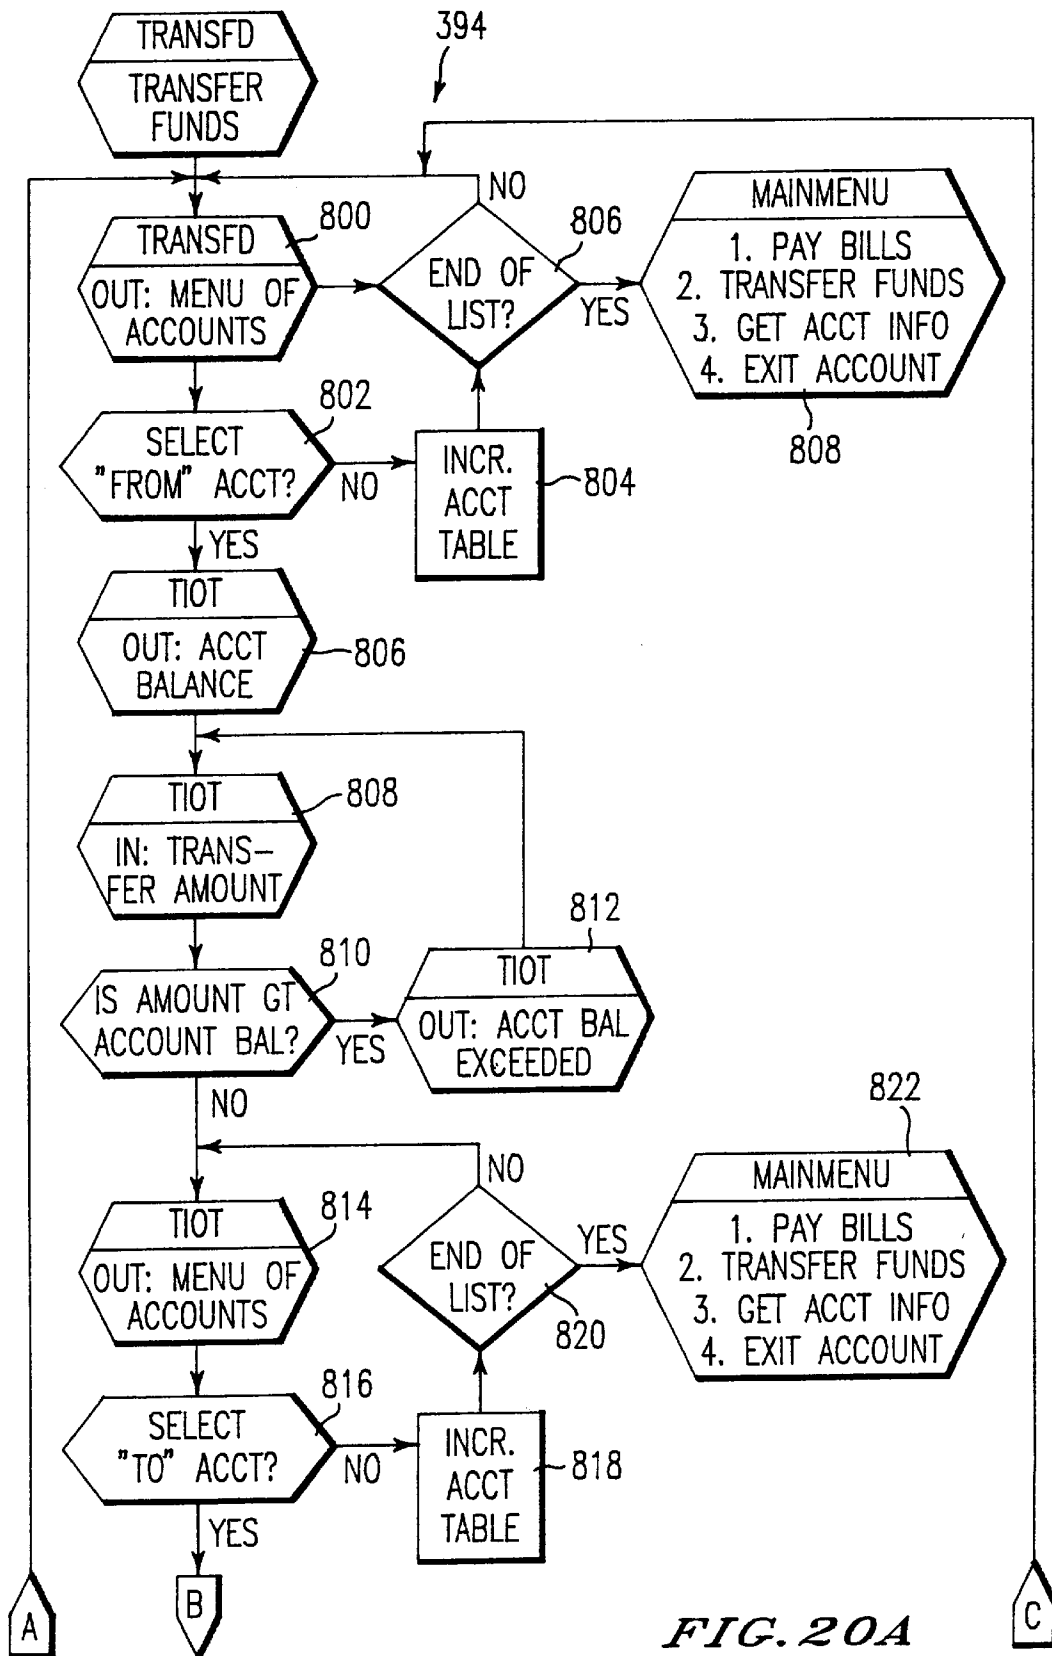 TRANSFD
TRANSFER
FUNDS
394
TRANSFD
OUT: MENU OF
ACCOUNTS
800
NO
END OF
LIST?
806
YES
MAINMENU
1. PAY BILLS
2. TRANSFER FUNDS
3. GET ACCT INFO
4. EXIT ACCOUNT
808
SELECT
"FROM" ACCT?
802
NO
INCR.
ACCT
TABLE
804
YES
TIOT
OUT: ACCT
BALANCE
806
TIOT
IN: TRANS-
FER AMOUNT
808
IS AMOUNT GT
ACCOUNT BAL?
810
YES
812
TIOT
OUT: ACCT BAL
EXCEEDED
NO
TIOT
OUT: MENU OF
ACCOUNTS
814
NO
END OF
LIST?
820
YES
822
MAINMENU
1. PAY BILLS
2. TRANSFER FUNDS
3. GET ACCT INFO
4. EXIT ACCOUNT
SELECT
"TO" ACCT?
816
NO
INCR.
ACCT
TABLE
818
YES
A
B
C
FIG. 20A